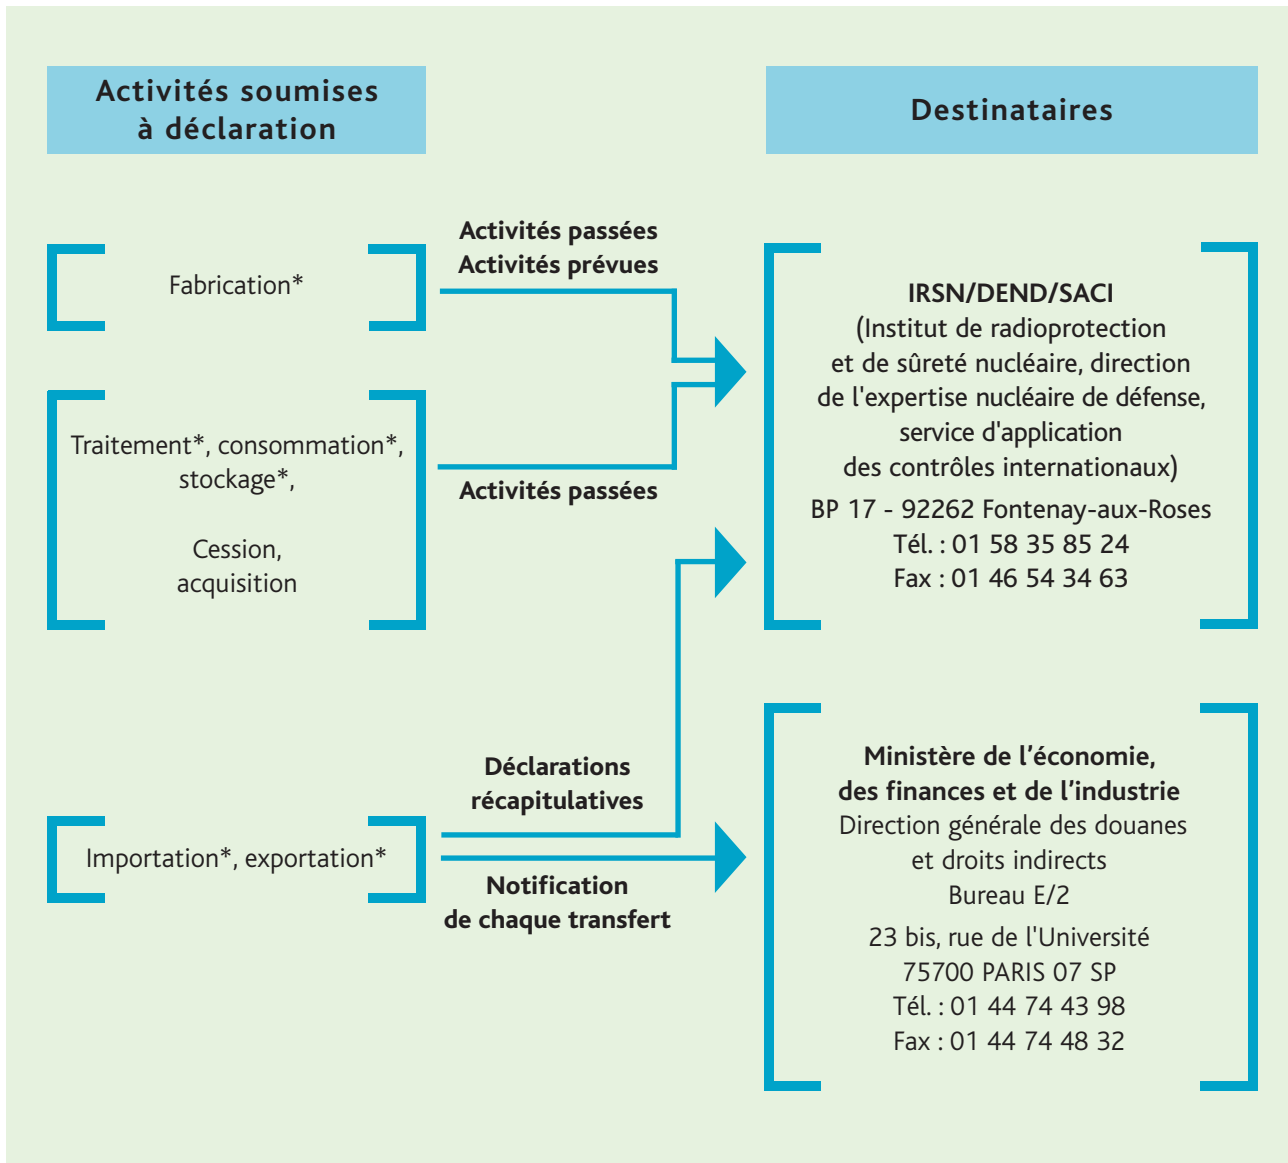 Activités soumises
à déclaration
Destinataires
Activités passées
Activités prévues
Fabrication*
IRSN/DEND/SACI
(Institut de radioprotection
et de sûreté nucléaire, direction
de l'expertise nucléaire de défense,
service d'application
des contrôles internationaux)
BP 17 - 92262 Fontenay-aux-Roses
Tél. : 01 58 35 85 24
Fax : 01 46 54 34 63
Traitement*, consommation*,
stockage*,
Cession,
acquisition
Activités passées
Déclarations
récapitulatives
Importation*, exportation*
Notification
de chaque transfert
Ministère de l’économie,
des finances et de l’industrie
Direction générale des douanes
et droits indirects
Bureau E/2
23 bis, rue de l'Université
75700 PARIS 07 SP
Tél. : 01 44 74 43 98
Fax : 01 44 74 48 32